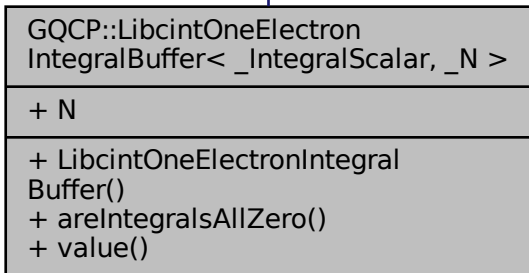 GQCP::LibcintOneElectron
IntegralBuffer< _IntegralScalar, _N >
+ N
+ LibcintOneElectronIntegral
Buffer()
+ areIntegralsAllZero()
+ value()